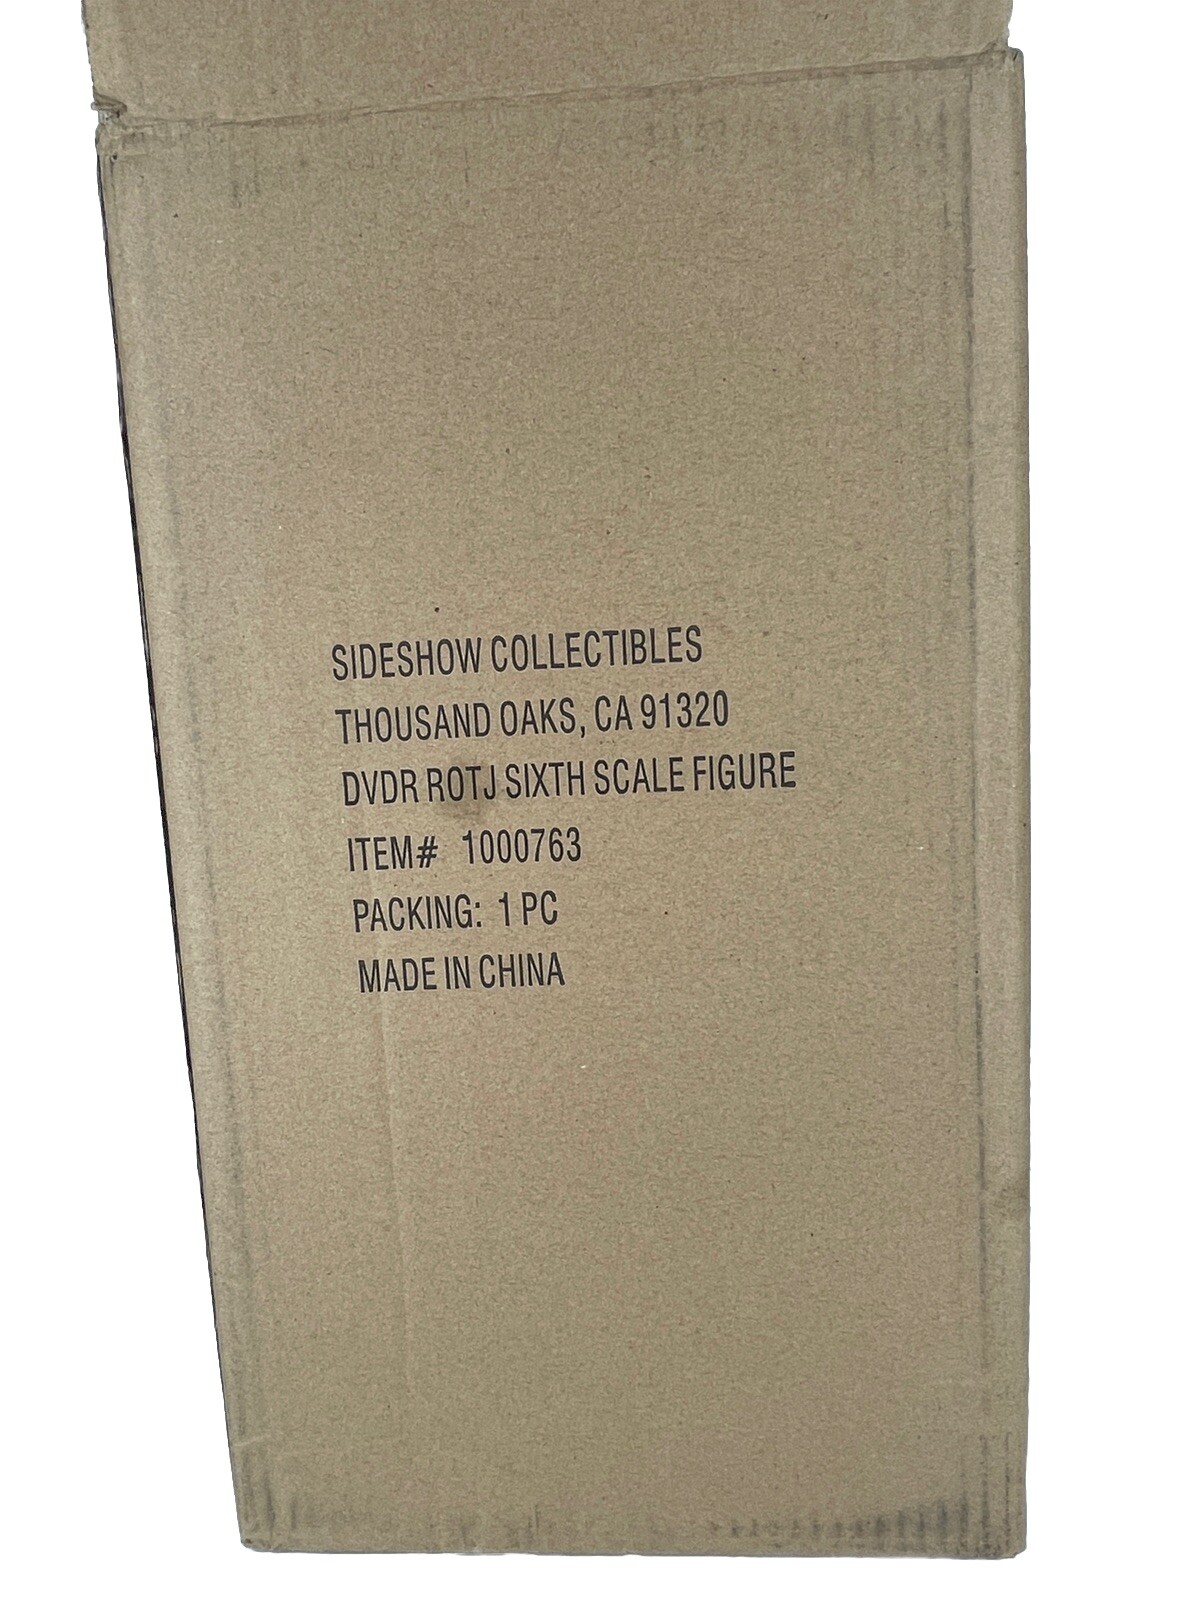 SIDESHOW COLLECTIBLES
THOUSAND OAKS, CA 91320
DVDR ROTJ SIXTH SCALE FIGURE
ITEM# 1000763
PACKING: 1 PC
MADE IN CHINA